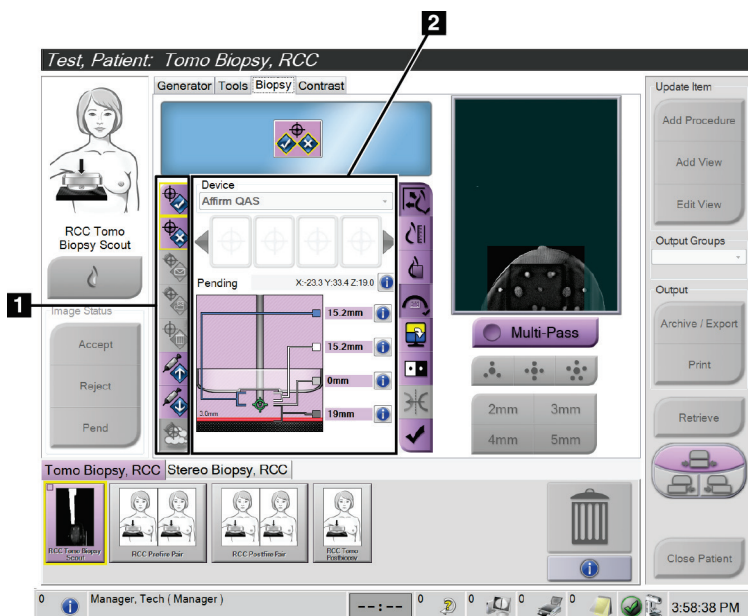 2
Test, Patient: Tomo Biopsy, RCC
Generator Tools Biopsy Contrast
Update Item
Add Procedure
Add View
Edit View
Output Groups
Output
Archive / Export
Print
Retrieve
Close Patient
RCC Tomo
Biopsy Scout
Image Status
Accept
Reject
Pend
1
Device
Affirm QAS
Pending X:-23.3 Y:33.4 Z:19.0
15.2mm
15.2mm
0mm
19mm
0.0mm
Multi-Pass
2mm 3mm
4mm 5mm
Tomo Biopsy, RCC Stereo Biopsy, RCC
RCC Tomo Biopsy
Scout
RCC Prefire Pair
RCC Postfire Pair
RCC Tomo
Postbiopsy
0 Manager, Tech ( Manager ) --:-- 0 0 0 3:58:38 PM